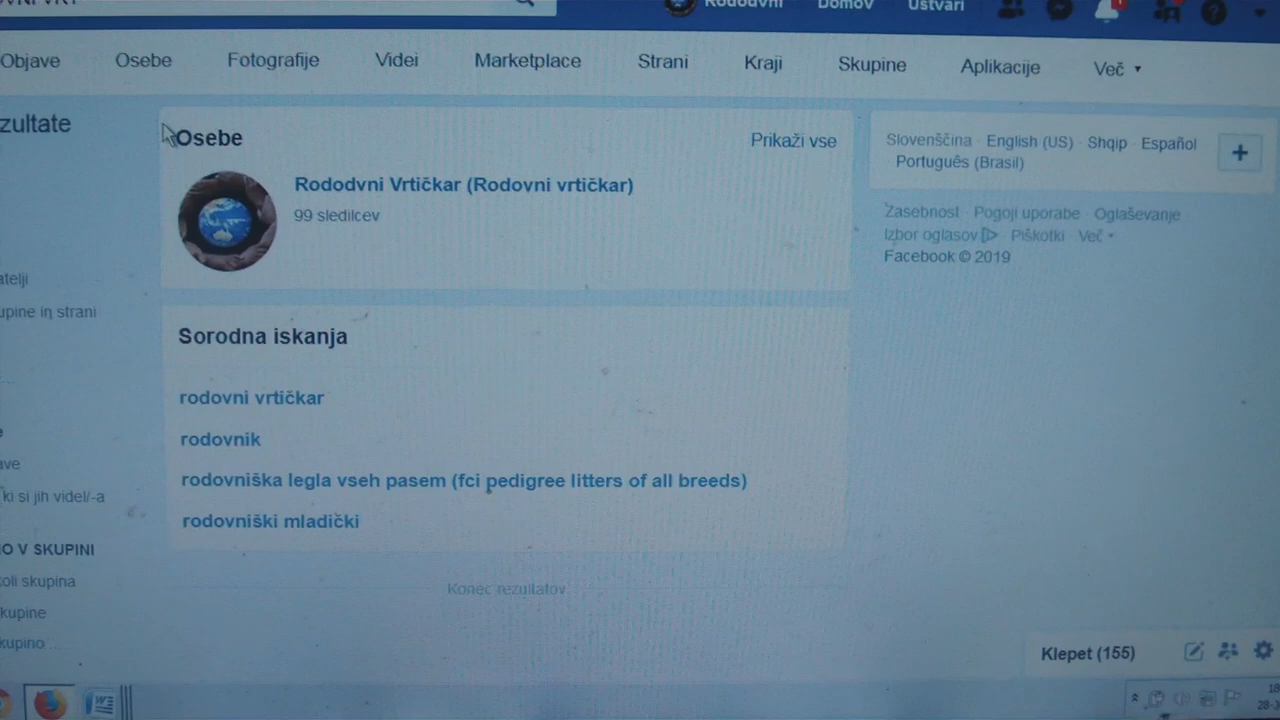 Rododvni Domov Ustvari
Objave Osebe Fotografije Videi Marketplace Strani Kraji Skupine Aplikacije Več
zultate
Osebe Prikaži vse
Rododvni Vrtičkar (Rodovni vrtičkar)
99 sledilcev
Sorodna iskanja
rodovni vrtičkar
rodovnik
rodovniška legla vseh pasem (fci pedigree litters of all breeds)
rodovniški mladički
Konec rezultatov
Slovenščina · English (US) · Shqip · Español
Português (Brasil)
Zasebnost · Pogoji uporabe · Oglaševanje
Izbor oglasov · Piškotki · Več
Facebook © 2019
atelji
upine in strani
ave
ki si jih videl/-a
O V SKUPINI
oli skupina
kupine
kupino
Klepet (155)
18
28-3